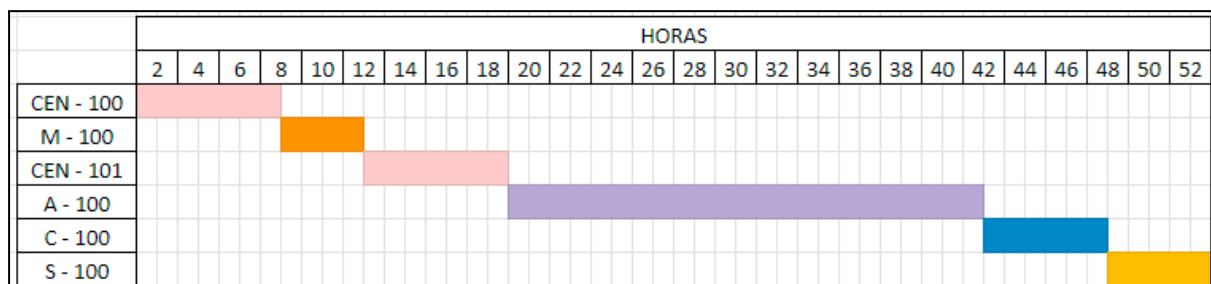 HORAS
2 4 6 8 10 12 14 16 18 20 22 24 26 28 30 32 34 36 38 40 42 44 46 48 50 52
CEN - 100
M - 100
CEN - 101
A - 100
C - 100
S - 100